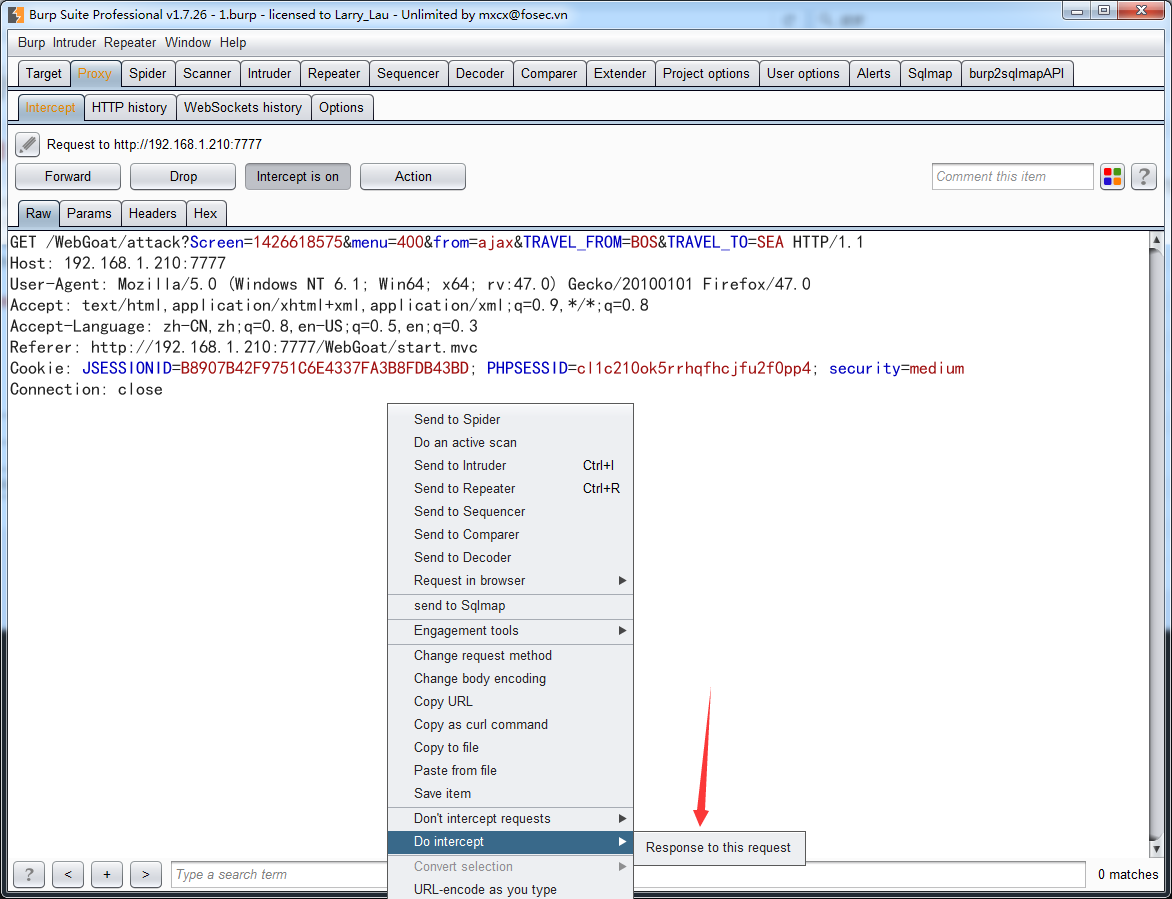 Burp Suite Professional v1.7.26 - 1.burp - licensed to Larry_Lau - Unlimited by mxcx@fosec.vn
Burp Intruder Repeater Window Help
Target Proxy Spider Scanner Intruder Repeater Sequencer Decoder Comparer Extender Project options User options Alerts Sqlmap burp2sqlmapAPI
Intercept HTTP history WebSockets history Options
Request to http://192.168.1.210:7777
Forward Drop Intercept is on Action Comment this item ?
Raw Params Headers Hex
GET /WebGoat/attack?Screen=1426618575&menu=400&from=ajax&TRAVEL_FROM=BOS&TRAVEL_TO=SEA HTTP/1.1
Host: 192.168.1.210:7777
User-Agent: Mozilla/5.0 (Windows NT 6.1; Win64; x64; rv:47.0) Gecko/20100101 Firefox/47.0
Accept: text/html,application/xhtml+xml,application/xml;q=0.9,*/*;q=0.8
Accept-Language: zh-CN,zh;q=0.8,en-US;q=0.5,en;q=0.3
Referer: http://192.168.1.210:7777/WebGoat/start.mvc
Cookie: JSESSIONID=B8907B42F9751C6E4337FA3B8FDB43BD; PHPSESSID=cl1c210ok5rrhqfhcjfu2f0pp4; security=medium
Connection: close
Send to Spider
Do an active scan
Send to Intruder Ctrl+I
Send to Repeater Ctrl+R
Send to Sequencer
Send to Comparer
Send to Decoder
Request in browser
send to Sqlmap
Engagement tools
Change request method
Change body encoding
Copy URL
Copy as curl command
Copy to file
Paste from file
Save item
Don't intercept requests
Do intercept
Response to this request
Convert selection
URL-encode as you type
? < + > Type a search term 0 matches